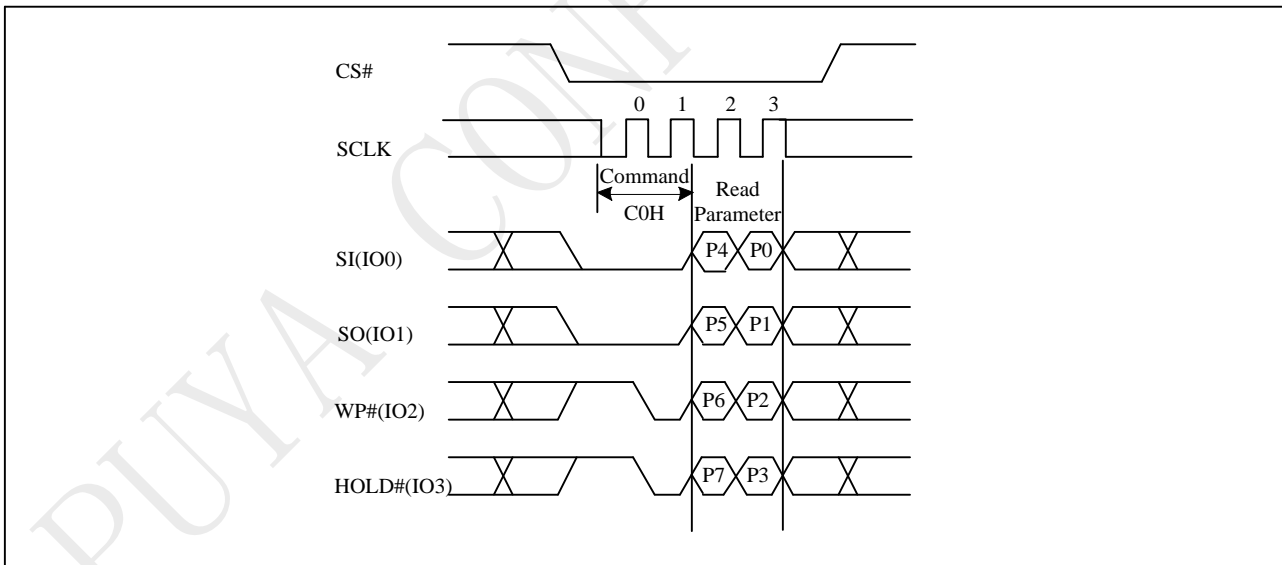 CS#
0 1 2 3
SCLK
Command
C0H
Read
Parameter
SI(IO0)
P4 P0
SO(IO1)
P5 P1
WP#(IO2)
P6 P2
HOLD#(IO3)
P7 P3
PUYA CONF